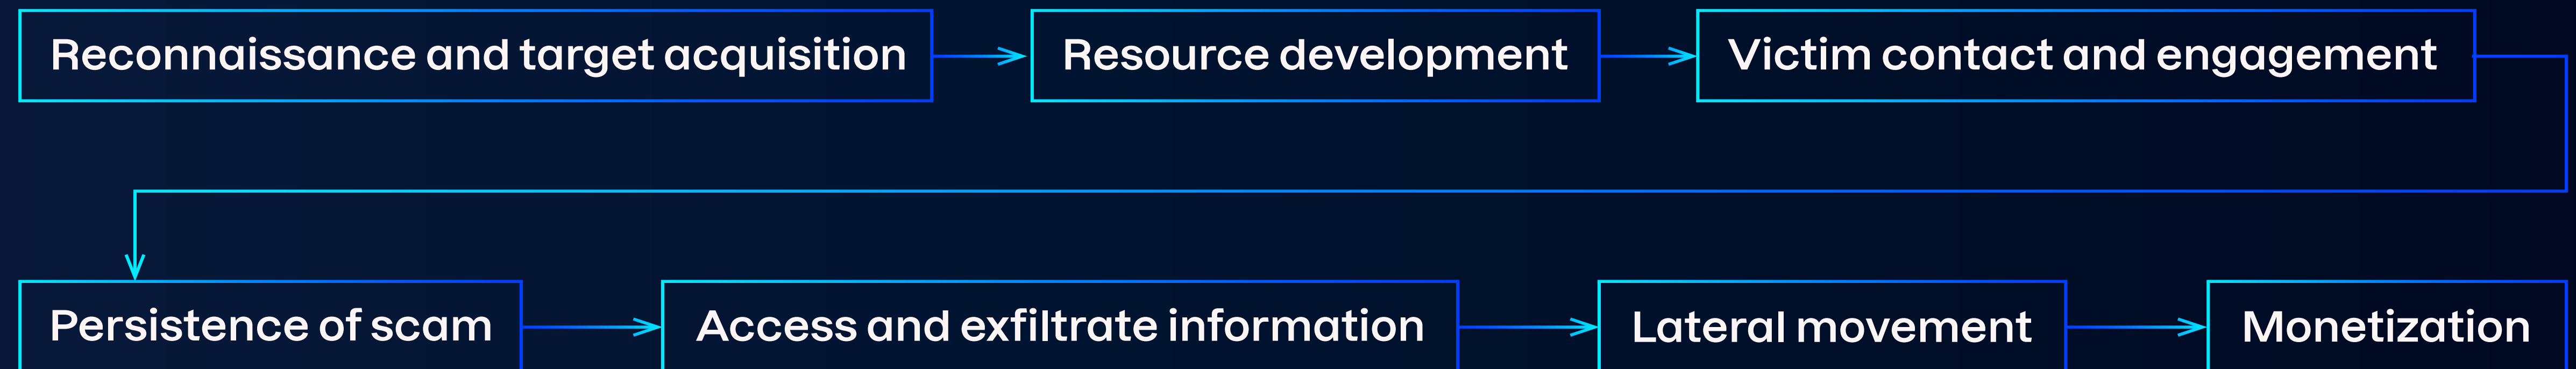 Reconnaissance and target acquisition
Resource development
Victim contact and engagement
Persistence of scam
Access and exfiltrate information
Lateral movement
Monetization